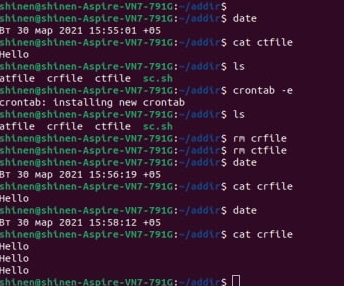 shinen@shinen-Aspire-VN7-791G:~/addir$
shinen@shinen-Aspire-VN7-791G:~/addir$ date
Вт 30 мар 2021 15:55:01 +05
shinen@shinen-Aspire-VN7-791G:~/addir$ cat ctfile
Hello
shinen@shinen-Aspire-VN7-791G:~/addir$ ls
atfile crfile ctfile sc.sh
shinen@shinen-Aspire-VN7-791G:~/addir$ crontab -e
crontab: installing new crontab
shinen@shinen-Aspire-VN7-791G:~/addir$ ls
atfile crfile ctfile sc.sh
shinen@shinen-Aspire-VN7-791G:~/addir$ rm crfile
shinen@shinen-Aspire-VN7-791G:~/addir$ rm ctfile
shinen@shinen-Aspire-VN7-791G:~/addir$ date
Вт 30 мар 2021 15:56:19 +05
shinen@shinen-Aspire-VN7-791G:~/addir$ cat crfile
Hello
shinen@shinen-Aspire-VN7-791G:~/addir$ date
Вт 30 мар 2021 15:58:12 +05
shinen@shinen-Aspire-VN7-791G:~/addir$ cat crfile
Hello
Hello
Hello
shinen@shinen-Aspire-VN7-791G:~/addir$